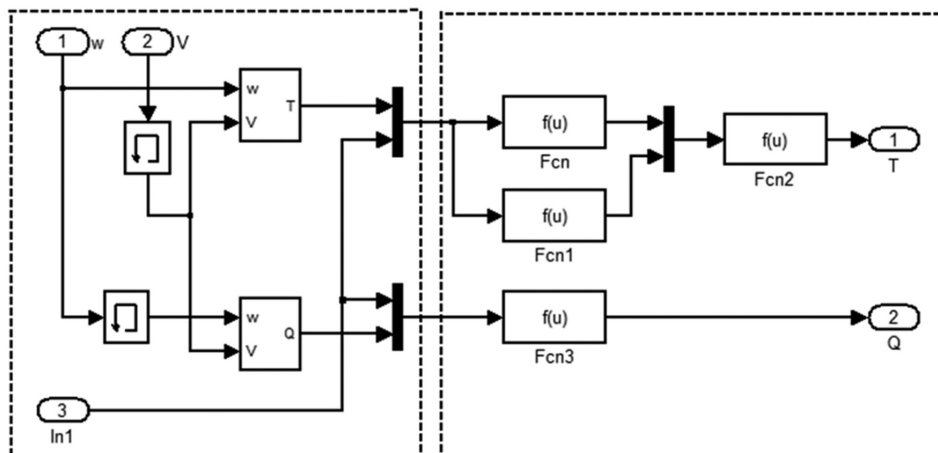 1
w
2
V
w
V
T
w
V
Q
3
In1
f(u)
Fcn
f(u)
Fcn1
f(u)
Fcn2
1
T
f(u)
Fcn3
2
Q